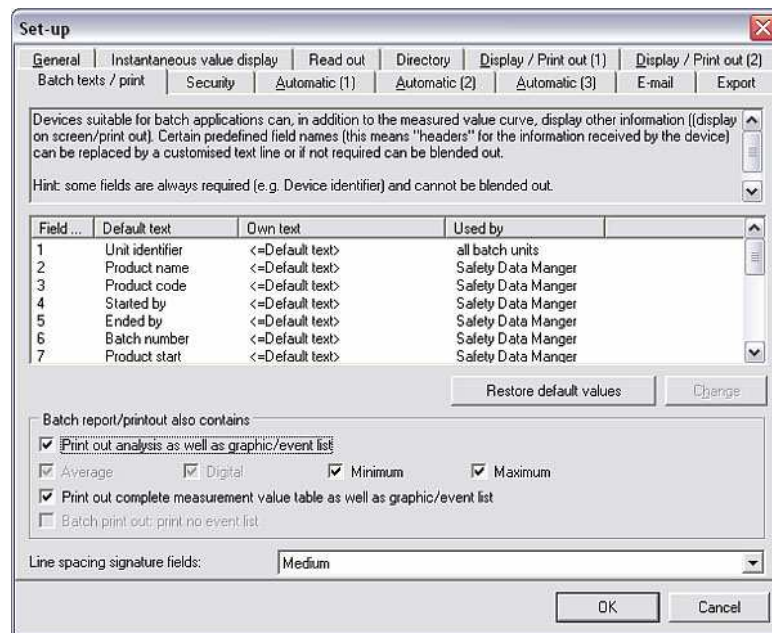 Set-up
General Instantaneous value display Read out Directory Display / Print out (1) Display / Print out (2)
Batch texts / print Security Automatic (1) Automatic (2) Automatic (3) E-mail Export
Devices suitable for batch applications can, in addition to the measured value curve, display other information ((display
on screen/print out). Certain predefined field names (this means "headers" for the information received by the device)
can be replaced by a customised text line or if not required can be blended out.
Hint: some fields are always required (e.g. Device identifier) and cannot be blended out.
Field ... Default text Own text Used by
1 Unit identifier <=Default text> all batch units
2 Product name <=Default text> Safety Data Manger
3 Product code <=Default text> Safety Data Manger
4 Started by <=Default text> Safety Data Manger
5 Ended by <=Default text> Safety Data Manger
6 Batch number <=Default text> Safety Data Manger
7 Product start <=Default text> Safety Data Manger
Restore default values Change
Batch report/printout also contains
Print out analysis as well as graphic/event list
Average Digital Minimum Maximum
Print out complete measurement value table as well as graphic/event list
Batch print out: print no event list
Line spacing signature fields: Medium
OK Cancel